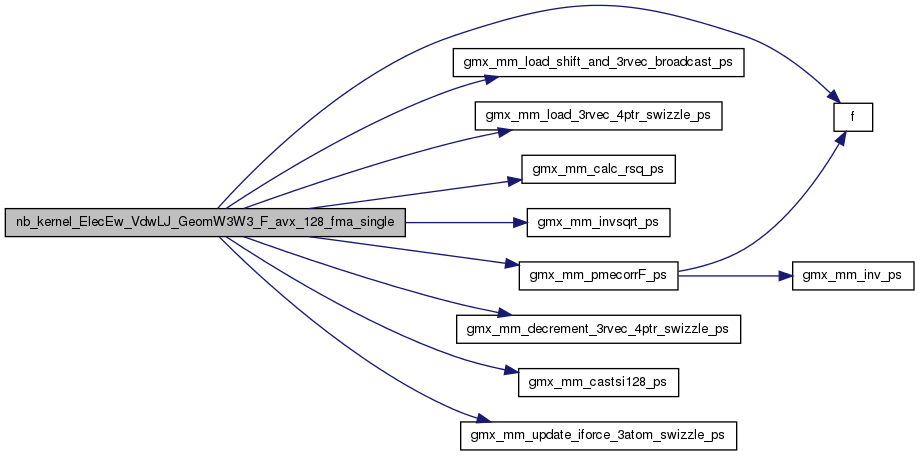 nb_kernel_ElecEw_VdwLJ_GeomW3W3_F_avx_128_fma_single
gmx_mm_load_shift_and_3rvec_broadcast_ps
gmx_mm_load_3rvec_4ptr_swizzle_ps
gmx_mm_calc_rsq_ps
gmx_mm_invsqrt_ps
gmx_mm_pmecorrF_ps
gmx_mm_decrement_3rvec_4ptr_swizzle_ps
gmx_mm_castsi128_ps
gmx_mm_update_iforce_3atom_swizzle_ps
f
gmx_mm_inv_ps